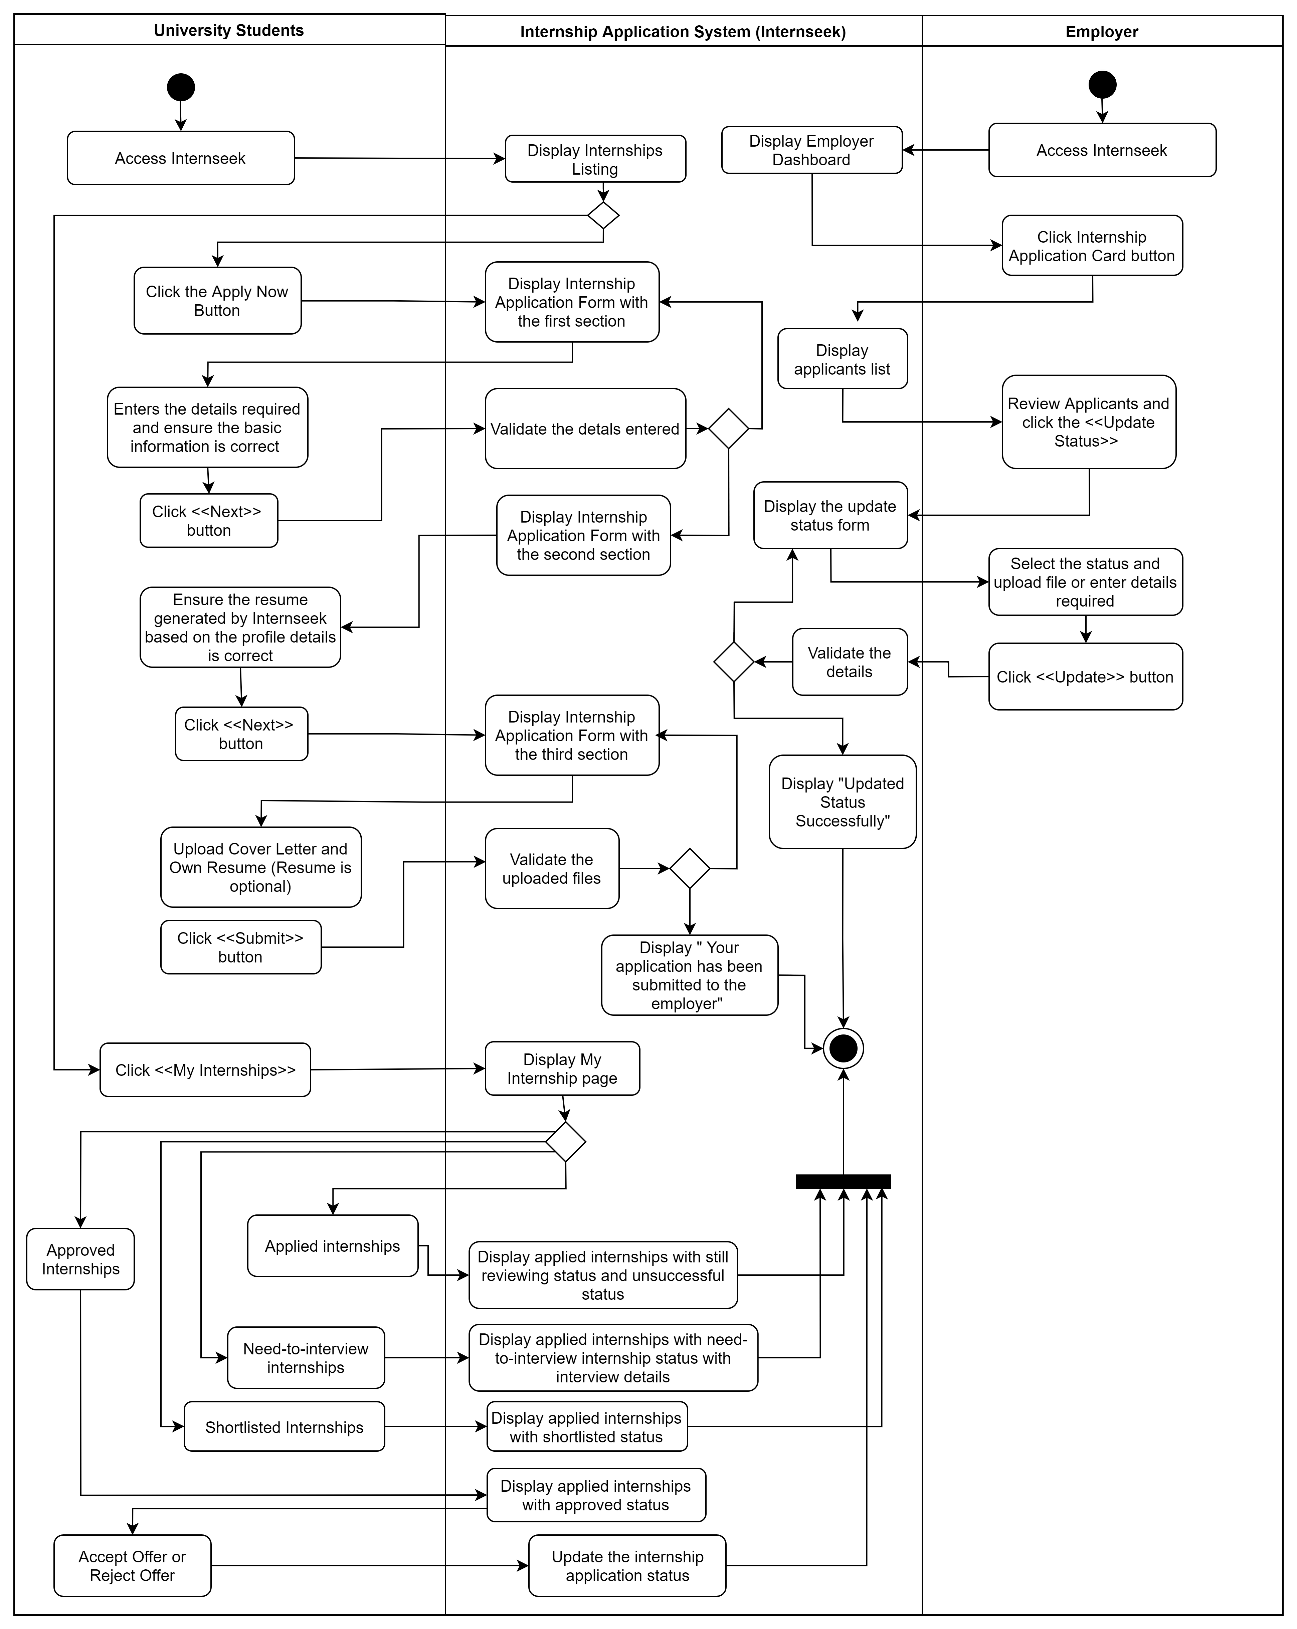 University Students
Internship Application System (Internseek)
Employer
Access Internseek
Display Internships
Listing
Display Employer
Dashboard
Access Internseek
Click Internship
Application Card button
Click the Apply Now
Button
Display Internship
Application Form with
the first section
Display
applicants list
Enters the details required
and ensure the basic
information is correct
Validate the detals entered
Review Applicants and
click the <<Update
Status>>
Click <<Next>>
button
Display Internship
Application Form with
the second section
Display the update
status form
Select the status and
upload file or enter details
required
Ensure the resume
generated by Internseek
based on the profile details
is correct
Validate the
details
Click <<Update>> button
Click <<Next>>
button
Display Internship
Application Form with
the third section
Display "Updated
Status
Successfully"
Upload Cover Letter and
Own Resume (Resume is
optional)
Validate the
uploaded files
Click <<Submit>>
button
Display " Your
application has been
submitted to the
employer"
Click <<My Internships>>
Display My
Internship page
Approved
Internships
Applied internships
Display applied internships with still
reviewing status and unsuccessful
status
Need-to-interview
internships
Display applied internships with need-
to-interview internship status with
interview details
Shortlisted Internships
Display applied internships
with shortlisted status
Display applied internships
with approved status
Accept Offer or
Reject Offer
Update the internship
application status